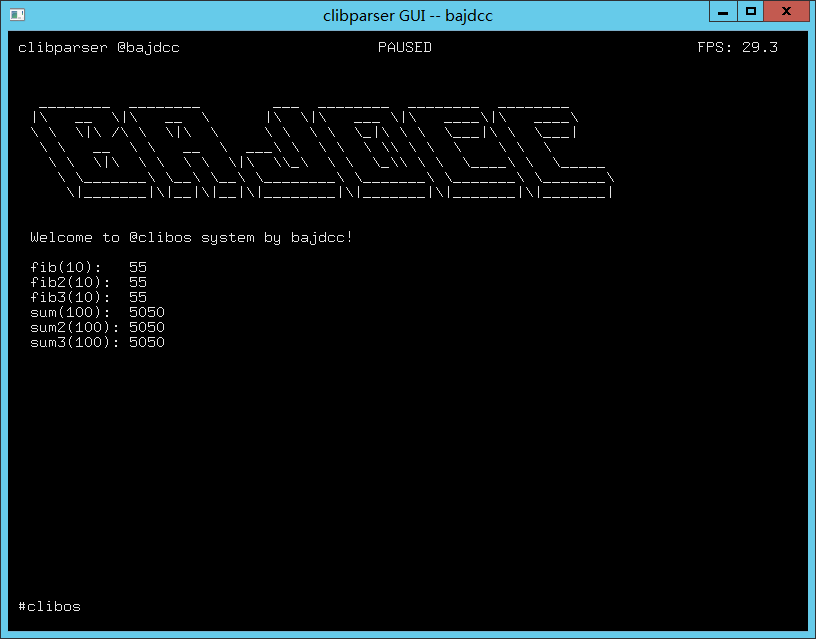 clibparser GUI -- bajdcc
clibparser @bajdcc PAUSED FPS: 29.3
BAJDCC
Welcome to @clibos system by bajdcc!
fib(10): 55
fib2(10): 55
fib3(10): 55
sum(100): 5050
sum2(100): 5050
sum3(100): 5050
#clibos